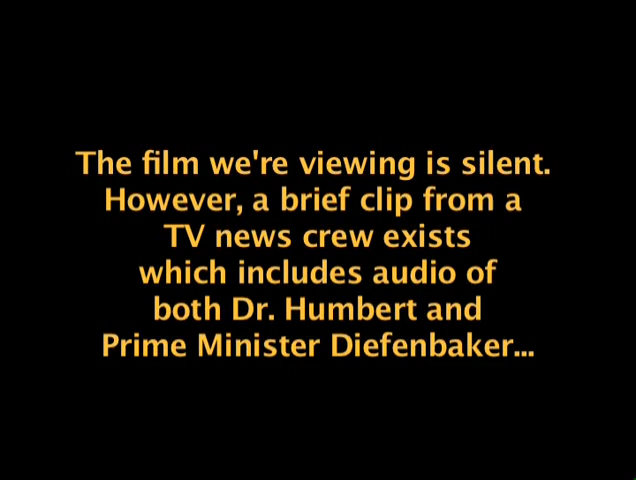 The film we're viewing is silent.
However, a brief clip from a
TV news crew exists
which includes audio of
both Dr. Humbert and
Prime Minister Diefenbaker...